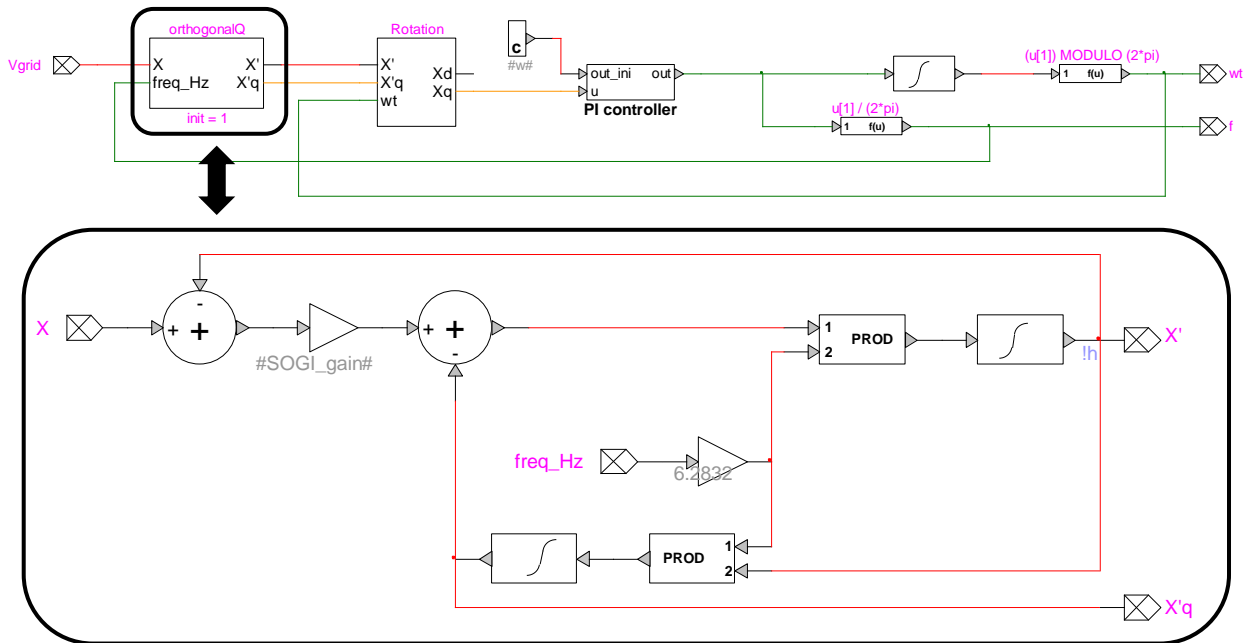 orthogonalQ
Rotation
(u[1]) MODULO (2*pi)
Vgrid
X
X'
freq_Hz
X'q
init = 1
X'
X'q
wt
Xd
Xq
c
#w#
out_ini
out
u
PI controller
1
f(u)
wt
u[1] / (2*pi)
1
f(u)
f
X
-
+
+
#SOGI_gain#
+
+
-
1
2
PROD
!h
X'
freq_Hz
6.2832
PROD
1
2
X'q